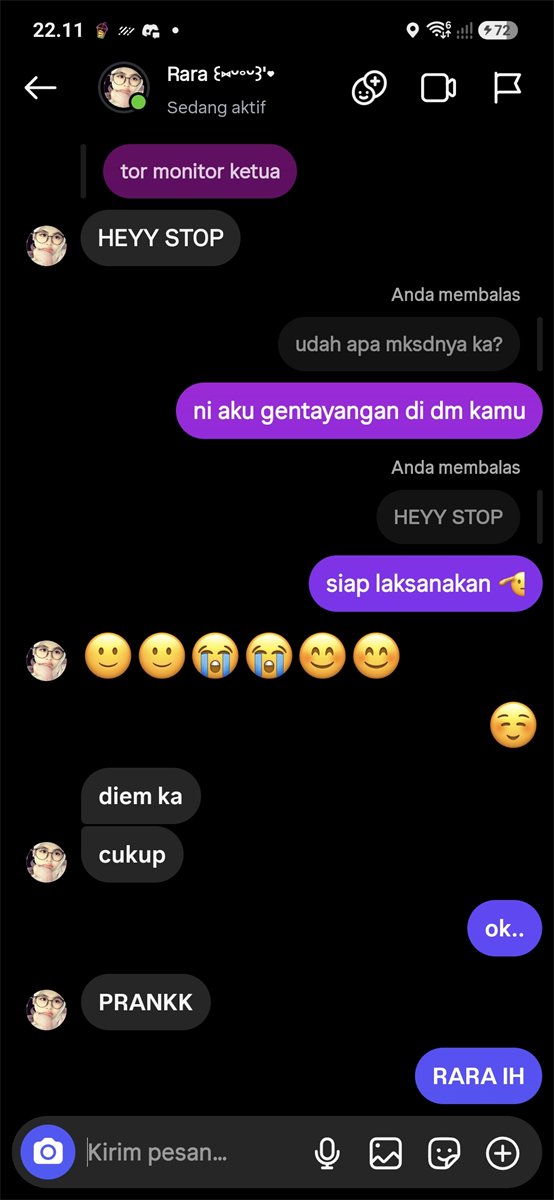 22.11
6
72
Rara ꒰⑅ᵕ༚ᵕ꒱˖♥
Sedang aktif
tor monitor ketua
HEYY STOP
Anda membalas
udah apa mksdnya ka?
ni aku gentayangan di dm kamu
Anda membalas
HEYY STOP
siap laksanakan 🫡
🙂🙂😭😭😊😊
☺️
diem ka
cukup
ok..
PRANKK
RARA IH
Kirim pesan...